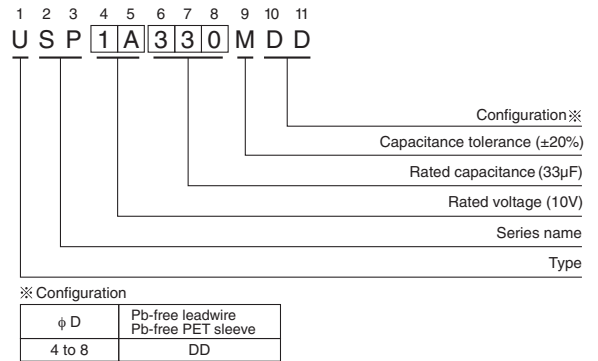 1 2 3 4 5 6 7 8 9 10 11
U S P 1 A 3 3 0 M D D
Configuration※
Capacitance tolerance (±20%)
Rated capacitance (33µF)
Rated voltage (10V)
Series name
Type
※ Configuration
ϕ D
Pb-free leadwire
Pb-free PET sleeve
4 to 8
DD